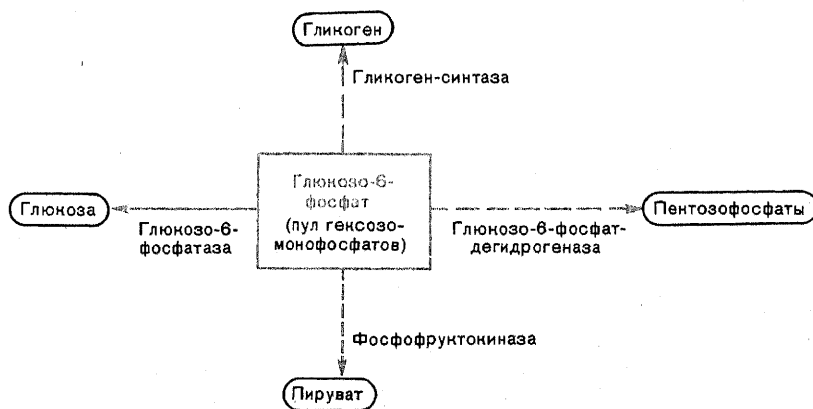 Гликоген
Гликоген-синтаза
Глюкозо-6-
фосфат
(пул гексозо-
монофосфатов)
Глюкоза
Глюкозо-6-
фосфатаза
Глюкозо-6-фосфат-
дегидрогеназа
Пентозофосфаты
Фосфофруктокиназа
Пируват